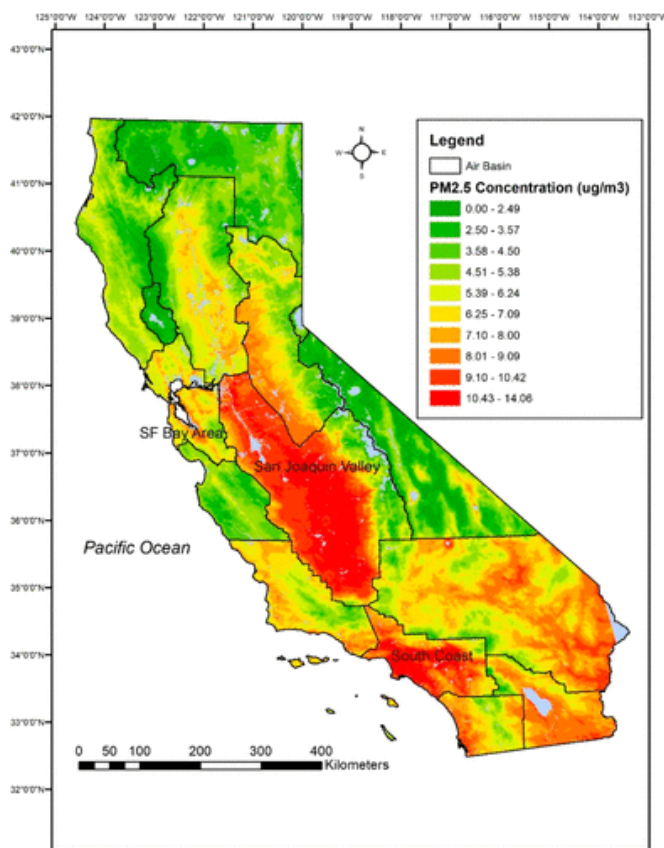 125°0'0"W 124°0'0"W 123°0'0"W 122°0'0"W 121°0'0"W 120°0'0"W 119°0'0"W 118°0'0"W 117°0'0"W 116°0'0"W 115°0'0"W 114°0'0"W 113°0'0"W
43°0'0"N
42°0'0"N
41°0'0"N
40°0'0"N
39°0'0"N
38°0'0"N
37°0'0"N
36°0'0"N
35°0'0"N
34°0'0"N
33°0'0"N
32°0'0"N
N
W E
S
Legend
Air Basin
PM2.5 Concentration (ug/m3)
0.00 - 2.49
2.50 - 3.57
3.58 - 4.50
4.51 - 5.38
5.39 - 6.24
6.25 - 7.09
7.10 - 8.00
8.01 - 9.09
9.10 - 10.42
10.43 - 14.06
SF Bay Area
San Joaquin Valley
Pacific Ocean
South Coast
0 50 100 200 300 400
Kilometers